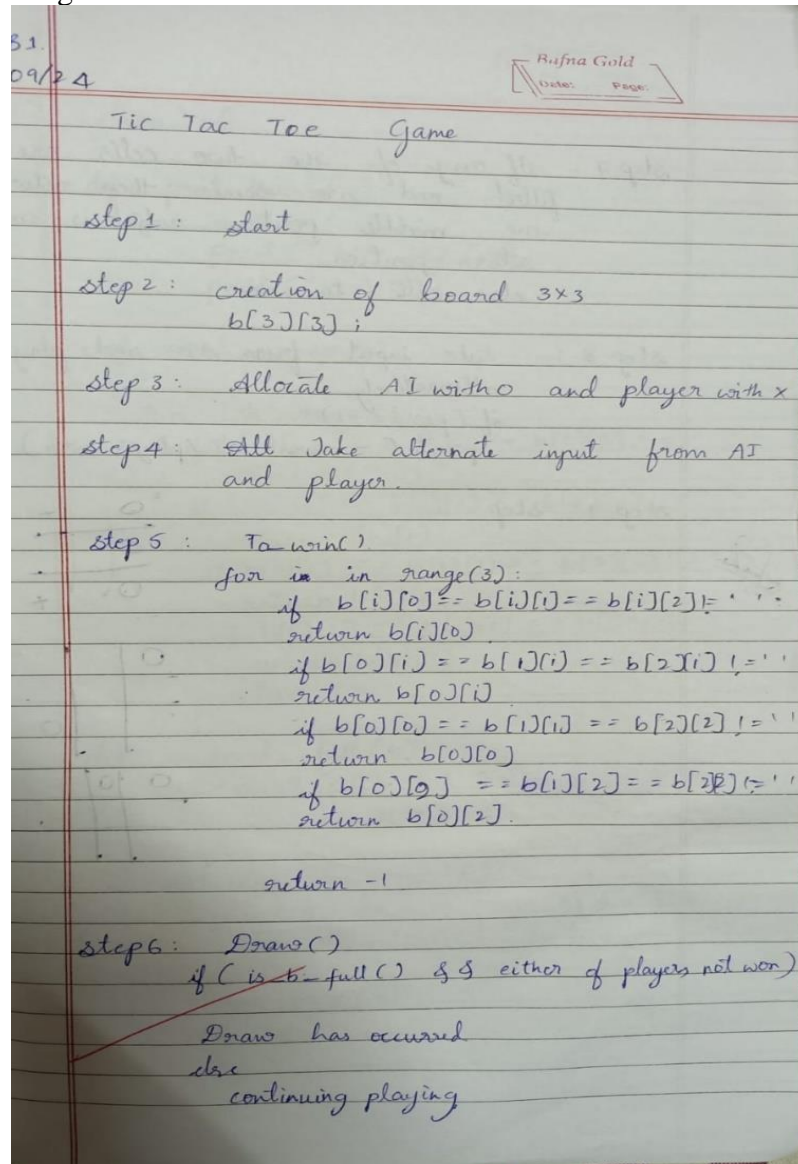 31.
09/24
Bafna Gold
Date: Page:
Tic Tac Toe Game
step 1 : start
step 2 : creation of board 3x3
b[3][3] ;
step 3 : Allocate AI with O and player with x
step 4 : All Take alternate input from AI
and player.
step 5 : To win()
for in in range(3):
if b[i][0] == b[i][1] == b[i][2] != ' ':
return b[i][0]
if b[0][i] == b[1][i] == b[2][i] != ' '
return b[0][i]
if b[0][0] == b[1][1] == b[2][2] != ' '
return b[0][0]
if b[0][2] == b[1][2] == b[2][2] != ' '
return b[0][2].
return -1
step 6 : Draw()
if ( is_b_full() && either of players not won)
Draw has occurred
else
continuing playing